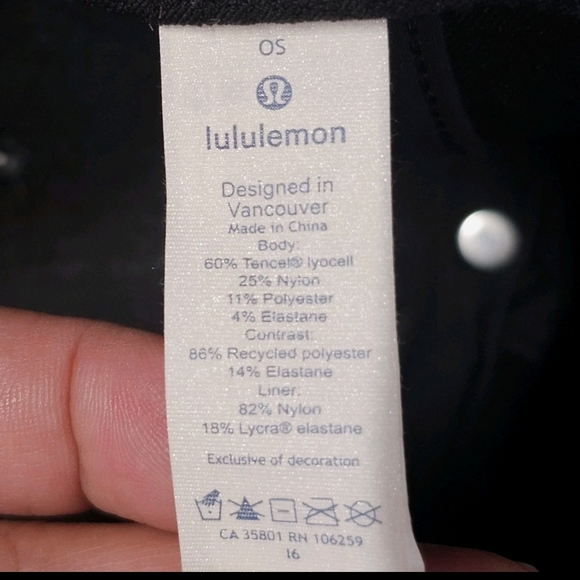 OS
lululemon
Designed in
Vancouver
Made in China
Body:
60% Tencel® lyocell
25% Nylon
11% Polyester
4% Elastane
Contrast:
86% Recycled polyester
14% Elastane
Liner:
82% Nylon
18% Lycra® elastane
Exclusive of decoration
CA 35801 RN 106259
16